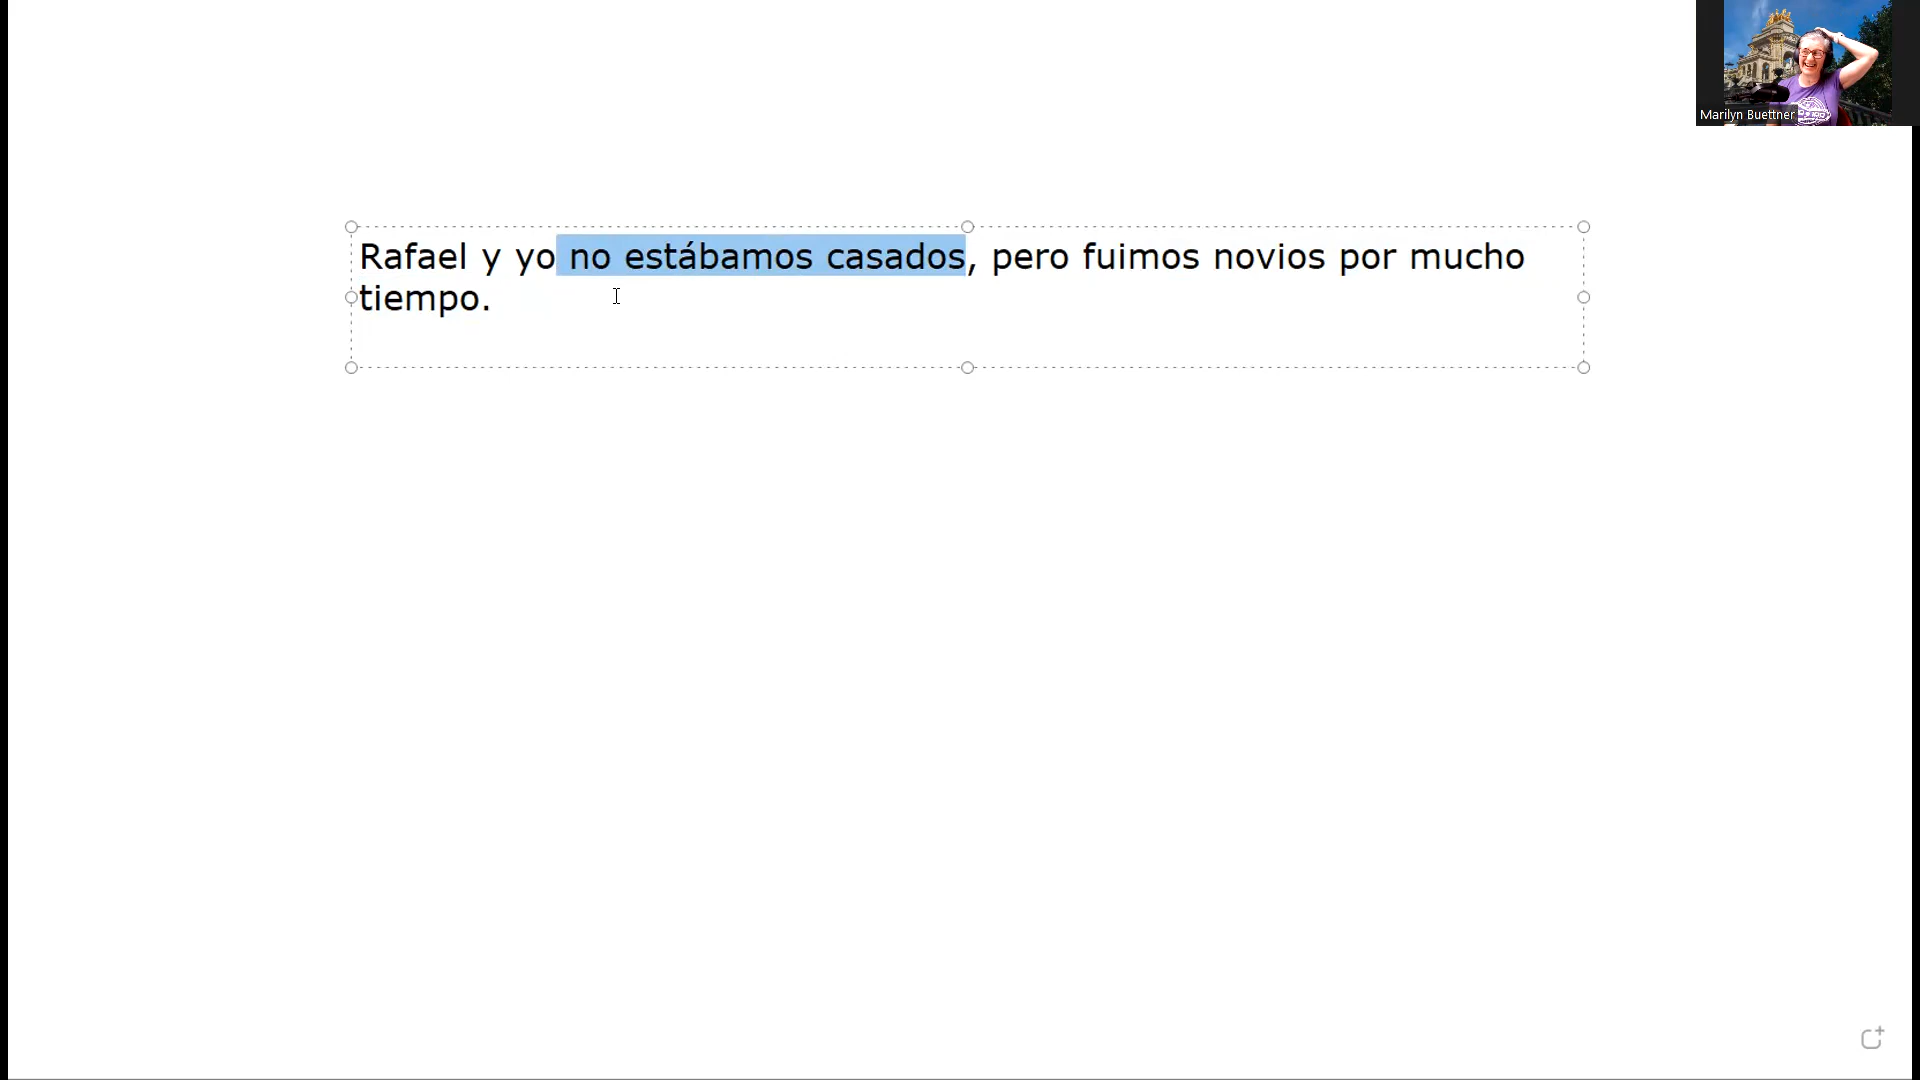 Marilyn Buettner
Rafael y yo no estábamos casados, pero fuimos novios por mucho
tiempo.